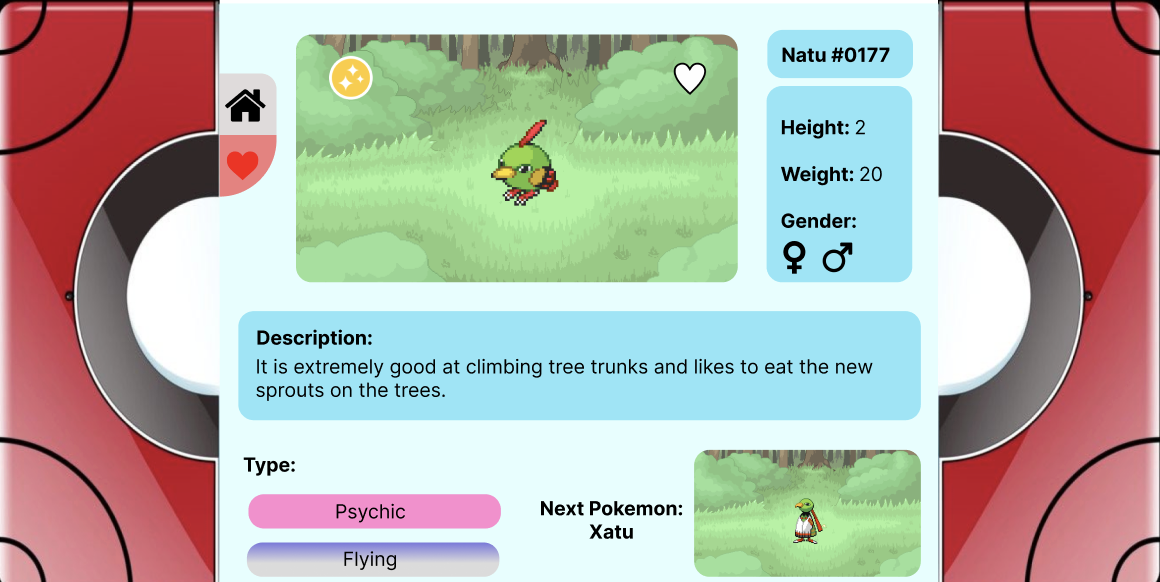 Natu #0177
Height: 2
Weight: 20
Gender:
Description:
It is extremely good at climbing tree trunks and likes to eat the new
sprouts on the trees.
Type:
Psychic
Flying
Next Pokemon:
Xatu